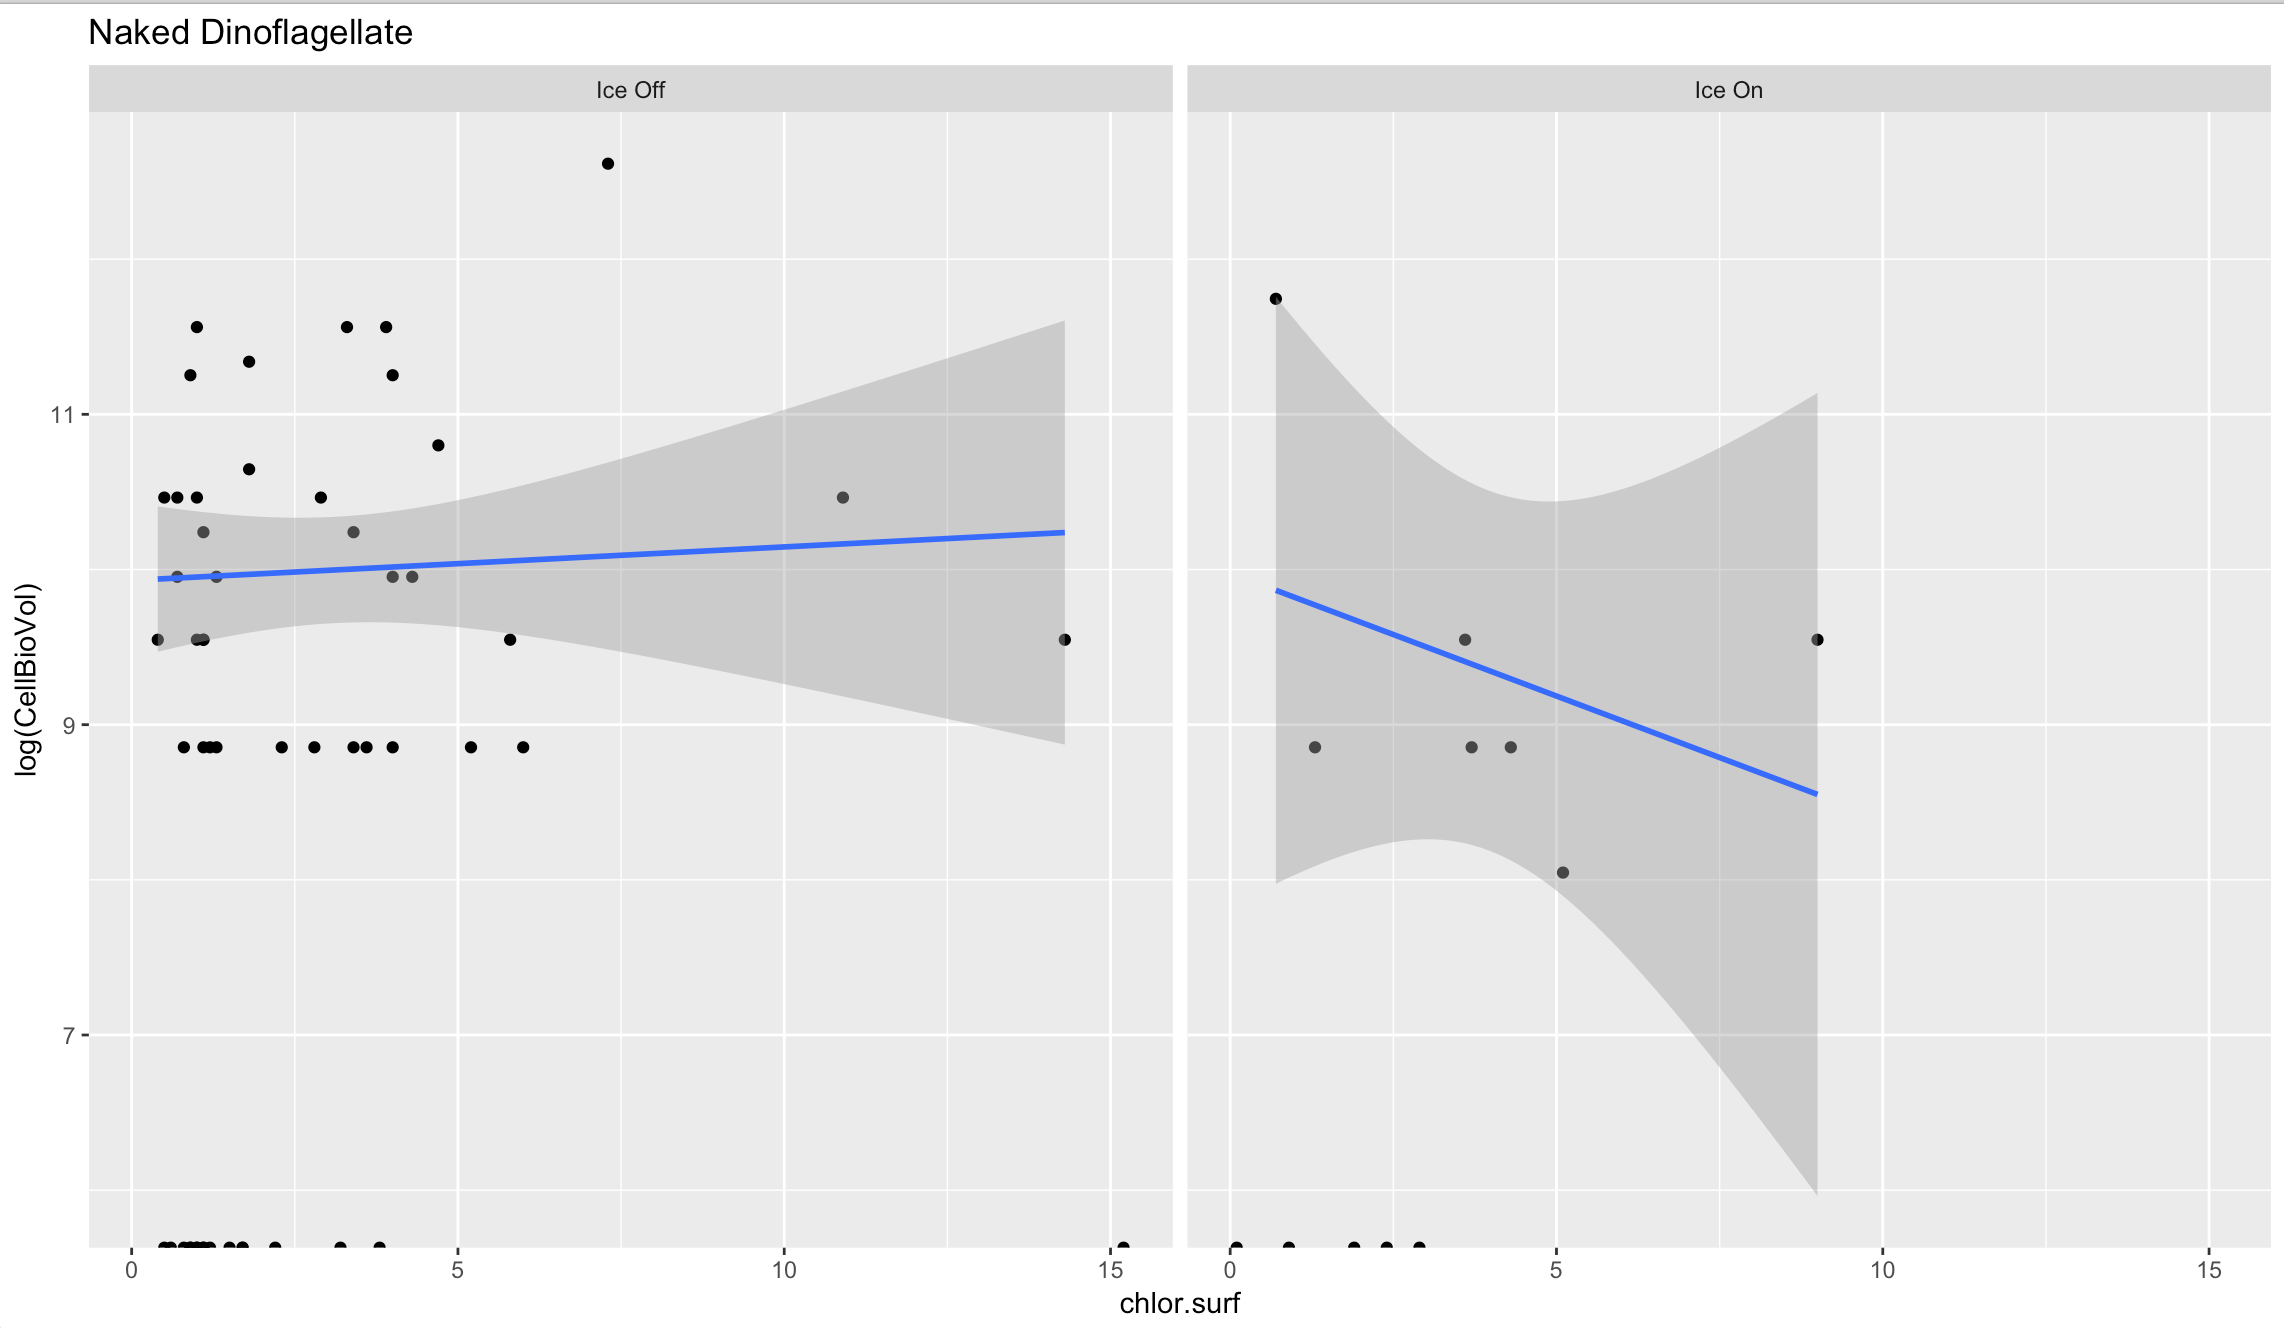 Naked Dinoflagellate
Ice Off
Ice On
11
9
7
log(CellBioVol)
0 5 10 15
0 5 10 15
chlor.surf